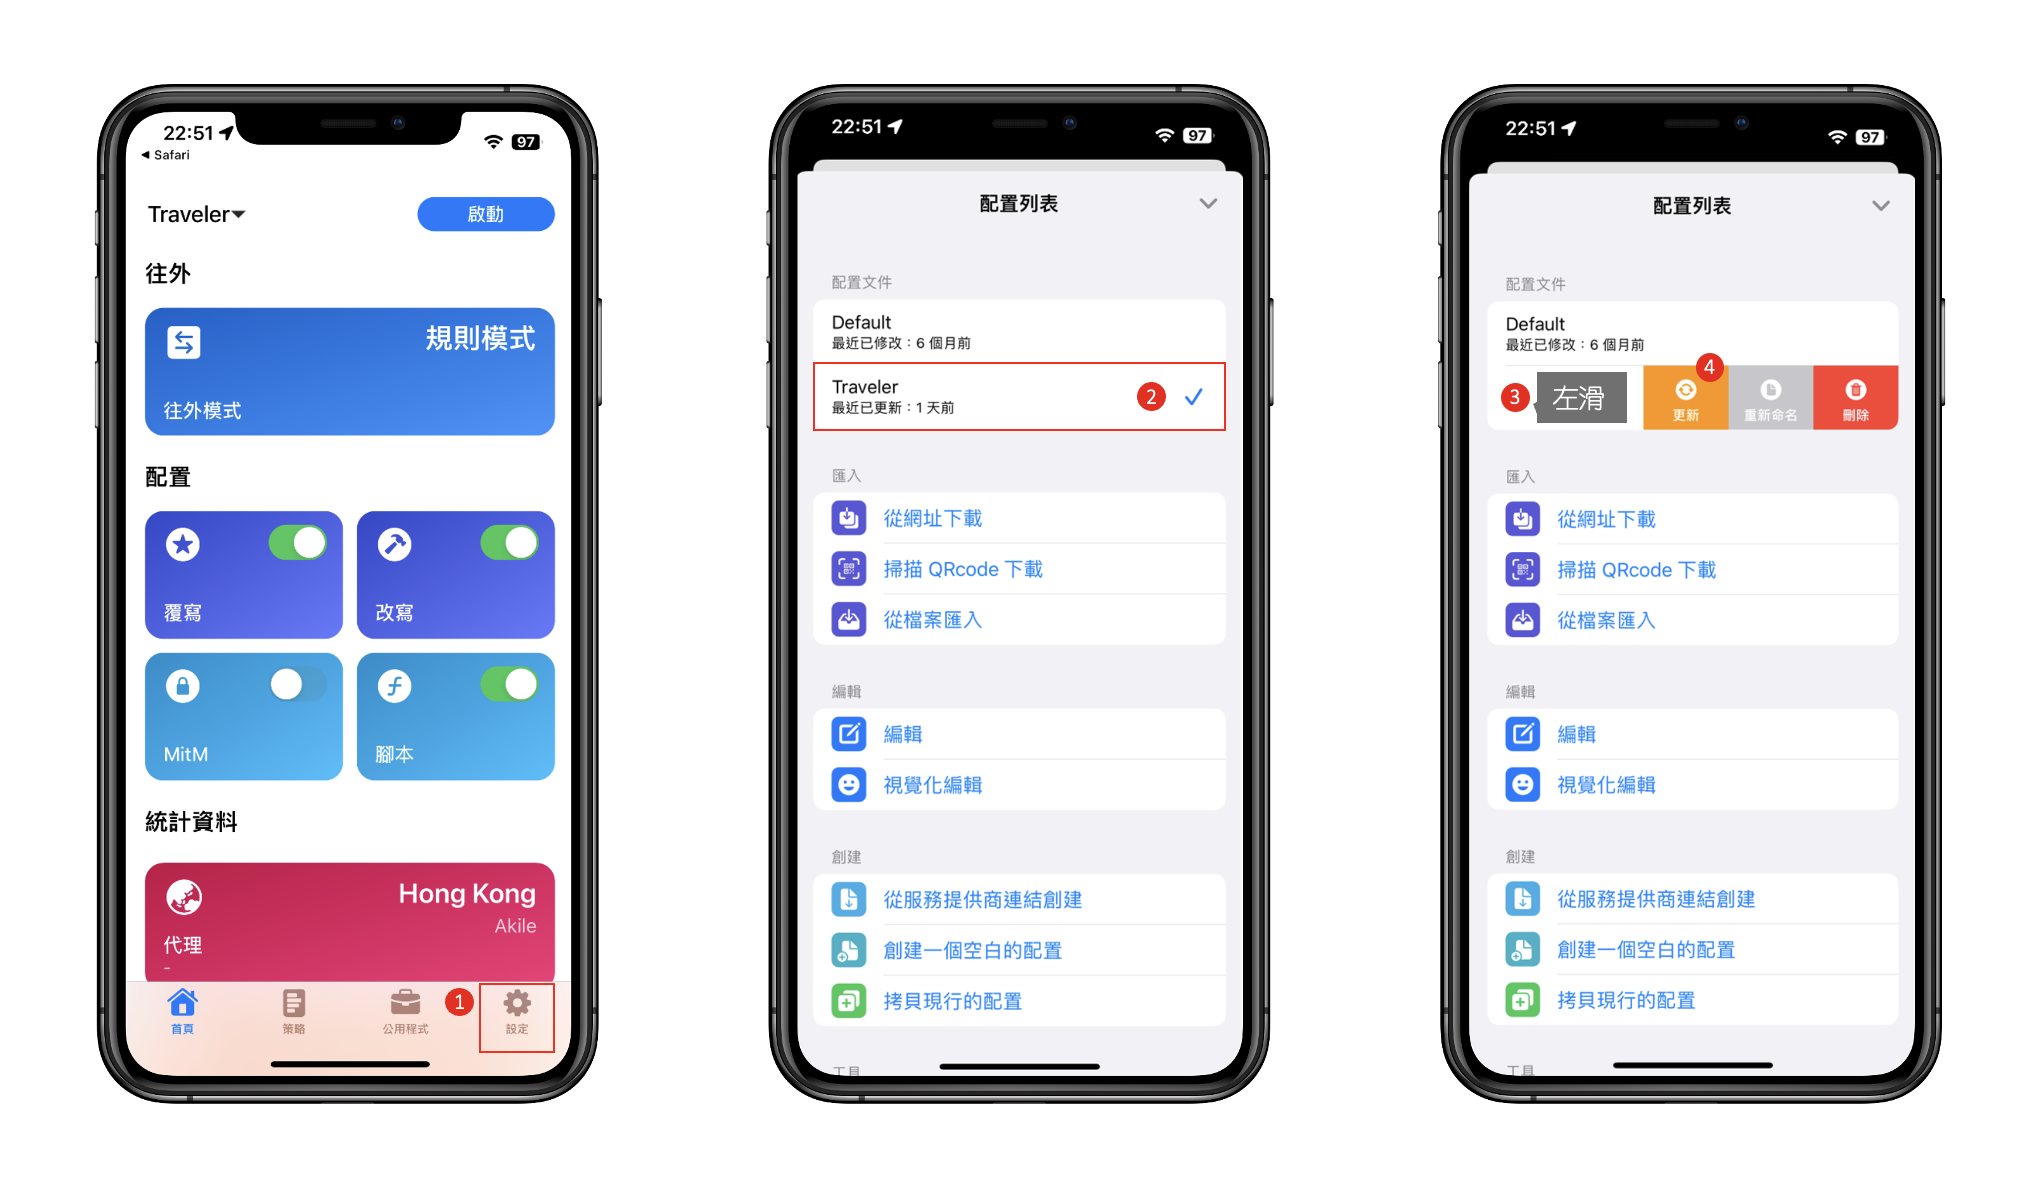 22:51
97
◀ Safari
Traveler
啟動
往外
規則模式
往外模式
配置
覆寫
改寫
MitM
腳本
統計資料
Hong Kong
Akile
代理
-
1
首頁
策略
公用程式
設定
22:51
97
配置列表
配置文件
Default
最近已修改：6 個月前
Traveler
最近已更新：1 天前
2
匯入
從網址下載
掃描 QRcode 下載
從檔案匯入
編輯
編輯
視覺化編輯
創建
從服務提供商連結創建
創建一個空白的配置
拷貝現行的配置
工具
22:51
97
配置列表
配置文件
Default
最近已修改：6 個月前
3
左滑
4
更新
重新命名
刪除
匯入
從網址下載
掃描 QRcode 下載
從檔案匯入
編輯
編輯
視覺化編輯
創建
從服務提供商連結創建
創建一個空白的配置
拷貝現行的配置
工具